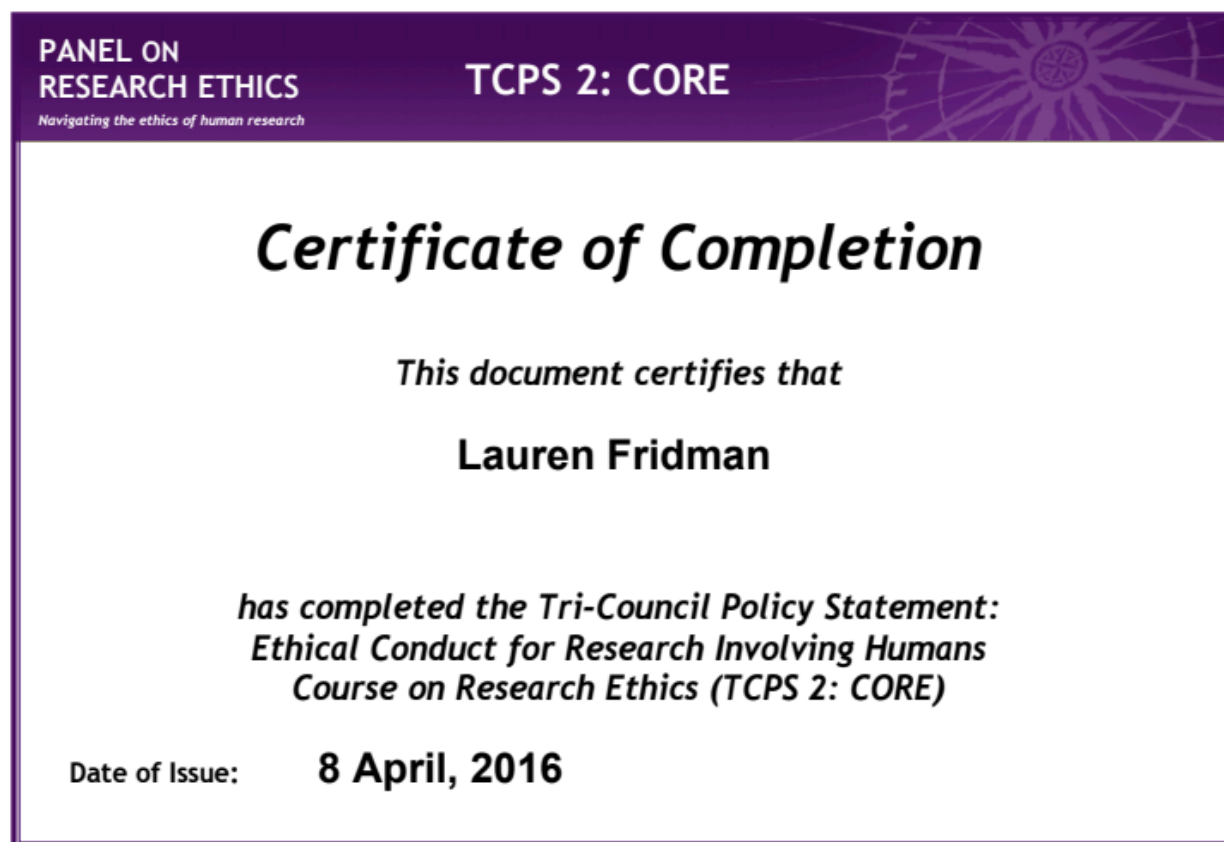 PANEL ON
RESEARCH ETHICS
Navigating the ethics of human research
TCPS 2: CORE
Certificate of Completion
This document certifies that
Lauren Fridman
has completed the Tri-Council Policy Statement:
Ethical Conduct for Research Involving Humans
Course on Research Ethics (TCPS 2: CORE)
Date of Issue: 8 April, 2016